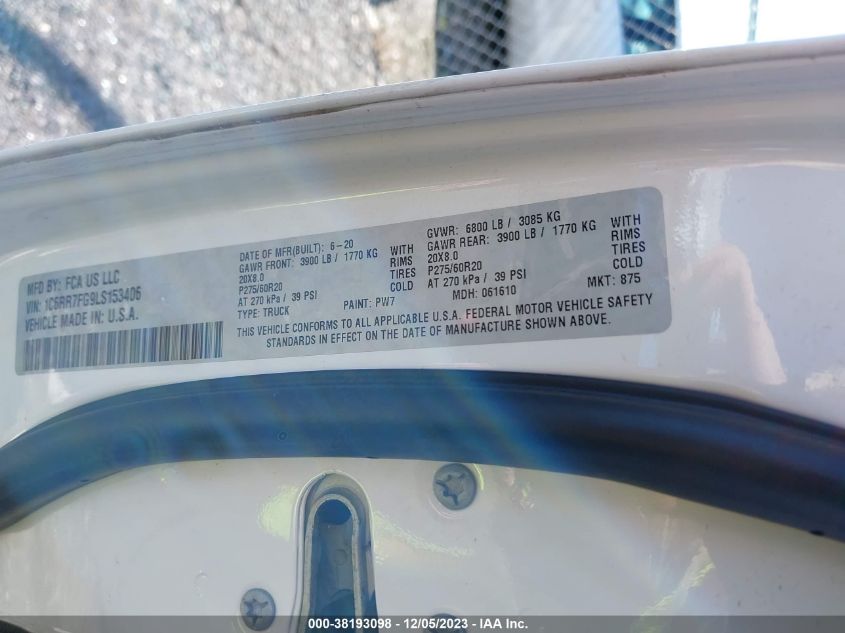 MFD BY: FCA US LLC
VIN: 1C6RR7FG9LS153406
VEHICLE MADE IN: U.S.A.
DATE OF MFR(BUILT): 6-20
GAWR FRONT: 3900 LB / 1770 KG WITH
20X8.0 RIMS
P275/60R20 TIRES
AT 270 kPa / 39 PSI COLD
TYPE: TRUCK PAINT: PW7
GVWR: 6800 LB / 3085 KG
GAWR REAR: 3900 LB / 1770 KG WITH
20X8.0 RIMS
P275/60R20 TIRES
AT 270 kPa / 39 PSI COLD
MDH: 061610 MKT: 875
THIS VEHICLE CONFORMS TO ALL APPLICABLE U.S.A. FEDERAL MOTOR VEHICLE SAFETY
STANDARDS IN EFFECT ON THE DATE OF MANUFACTURE SHOWN ABOVE.
000-38193098 - 12/05/2023 - IAA Inc.